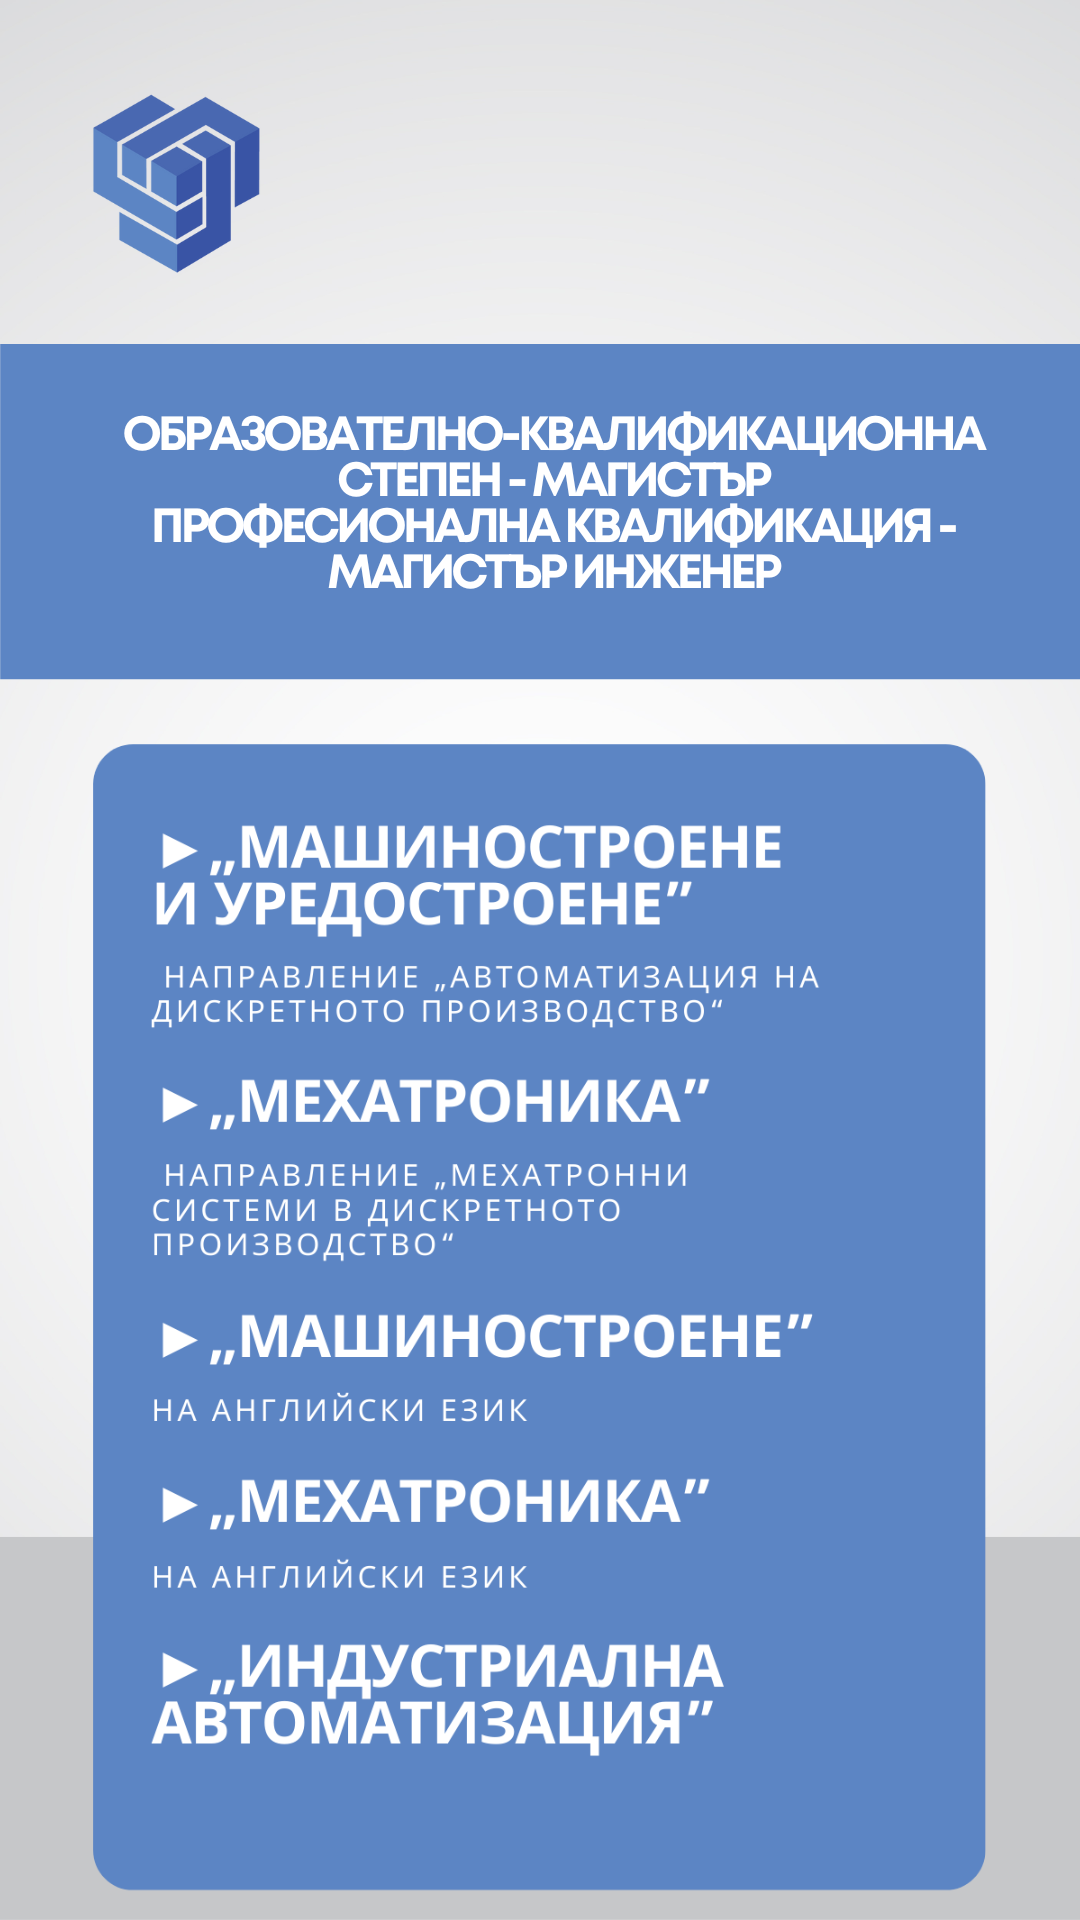 ОБРАЗОВАТЕЛНО-КВАЛИФИКАЦИОННА
СТЕПЕН - МАГИСТЪР
ПРОФЕСИОНАЛНА КВАЛИФИКАЦИЯ -
МАГИСТЪР ИНЖЕНЕР
►„МАШИНОСТРОЕНЕ
И УРЕДОСТРОЕНЕ”
НАПРАВЛЕНИЕ „АВТОМАТИЗАЦИЯ НА
ДИСКРЕТНОТО ПРОИЗВОДСТВО“
►„МЕХАТРОНИКА”
НАПРАВЛЕНИЕ „МЕХАТРОННИ
СИСТЕМИ В ДИСКРЕТНОТО
ПРОИЗВОДСТВО“
►„МАШИНОСТРОЕНЕ”
НА АНГЛИЙСКИ ЕЗИК
►„МЕХАТРОНИКА”
НА АНГЛИЙСКИ ЕЗИК
►„ИНДУСТРИАЛНА
АВТОМАТИЗАЦИЯ”